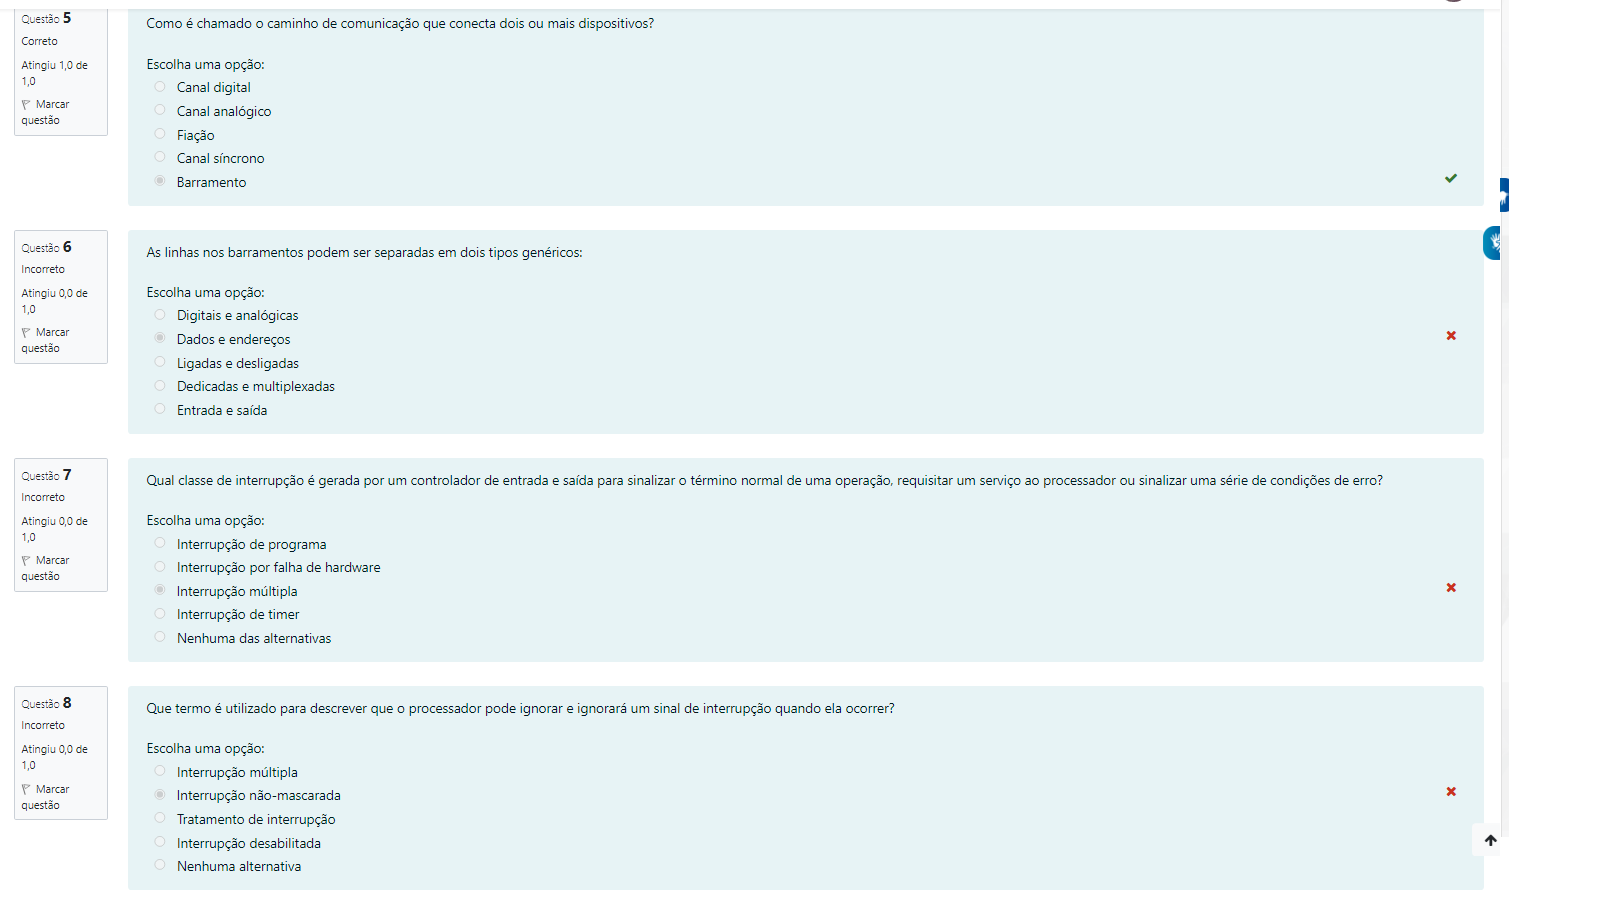 Questão 5
Correto
Atingiu 1,0 de
1,0
Marcar
questão
Como é chamado o caminho de comunicação que conecta dois ou mais dispositivos?
Escolha uma opção:
Canal digital
Canal analógico
Fiação
Canal síncrono
Barramento
Questão 6
Incorreto
Atingiu 0,0 de
1,0
Marcar
questão
As linhas nos barramentos podem ser separadas em dois tipos genéricos:
Escolha uma opção:
Digitais e analógicas
Dados e endereços
Ligadas e desligadas
Dedicadas e multiplexadas
Entrada e saída
Questão 7
Incorreto
Atingiu 0,0 de
1,0
Marcar
questão
Qual classe de interrupção é gerada por um controlador de entrada e saída para sinalizar o término normal de uma operação, requisitar um serviço ao processador ou sinalizar uma série de condições de erro?
Escolha uma opção:
Interrupção de programa
Interrupção por falha de hardware
Interrupção múltipla
Interrupção de timer
Nenhuma das alternativas
Questão 8
Incorreto
Atingiu 0,0 de
1,0
Marcar
questão
Que termo é utilizado para descrever que o processador pode ignorar e ignorará um sinal de interrupção quando ela ocorrer?
Escolha uma opção:
Interrupção múltipla
Interrupção não-mascarada
Tratamento de interrupção
Interrupção desabilitada
Nenhuma alternativa